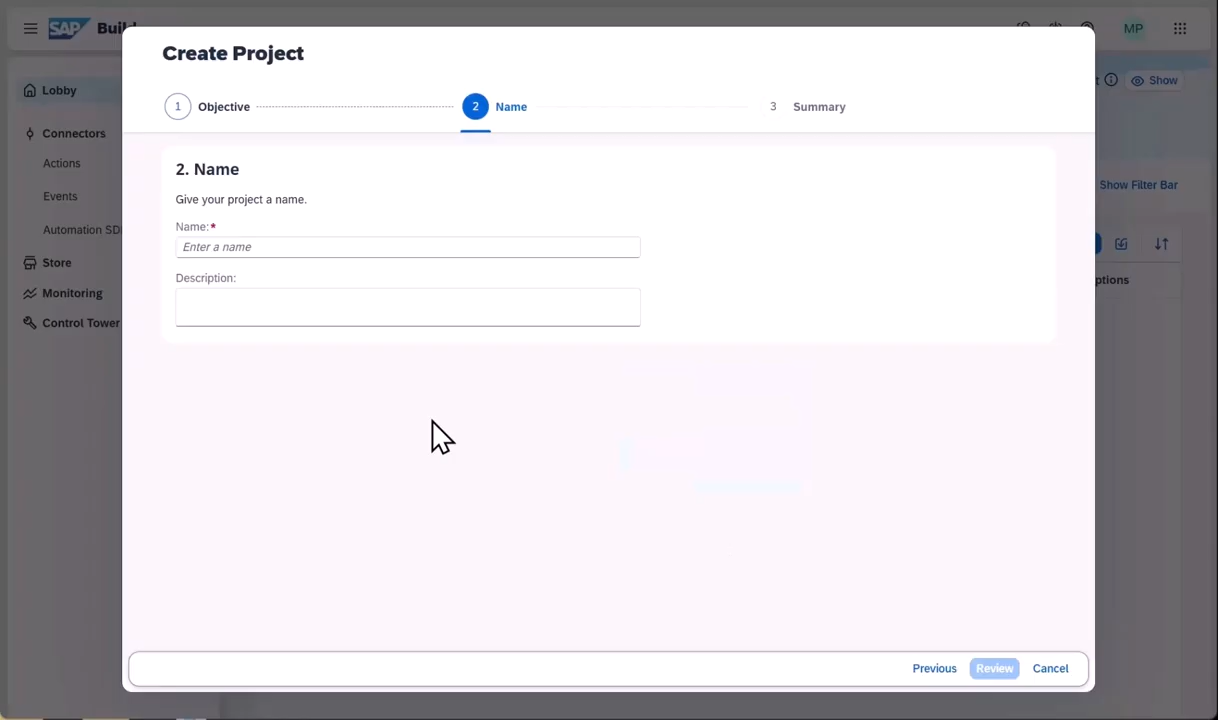 SAP Build
MP
Create Project
1 Objective
2 Name
3 Summary
Show
Lobby
Connectors
Actions
Events
Automation SD
Store
Monitoring
Control Tower
2. Name
Give your project a name.
Name:*
Enter a name
Description:
Show Filter Bar
ptions
Previous
Review
Cancel